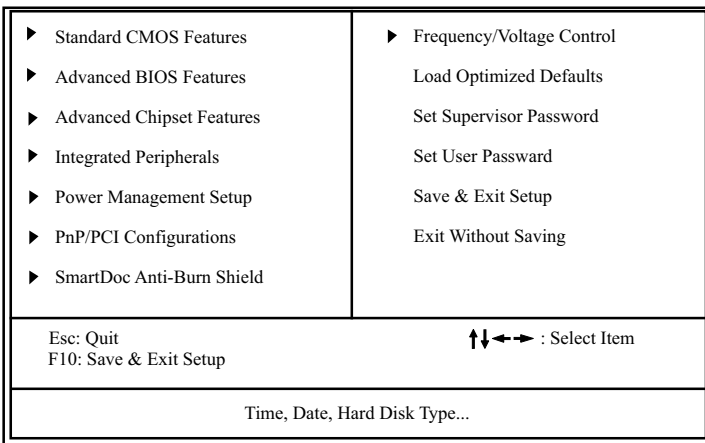 Standard CMOS Features
Advanced BIOS Features
Advanced Chipset Features
Integrated Peripherals
Power Management Setup
PnP/PCI Configurations
SmartDoc Anti-Burn Shield
Frequency/Voltage Control
Load Optimized Defaults
Set Supervisor Password
Set User Passward
Save & Exit Setup
Exit Without Saving
Esc: Quit
F10: Save & Exit Setup
: Select Item
Time, Date, Hard Disk Type...